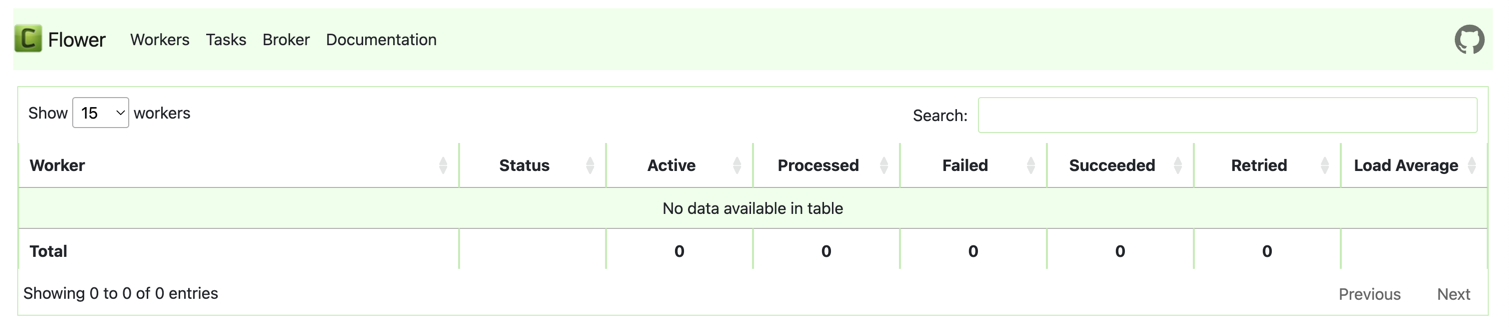 C Flower Workers Tasks Broker Documentation
Show 15 workers Search:
Worker Status Active Processed Failed Succeeded Retried Load Average
No data available in table
Total 0 0 0 0 0
Showing 0 to 0 of 0 entries Previous Next